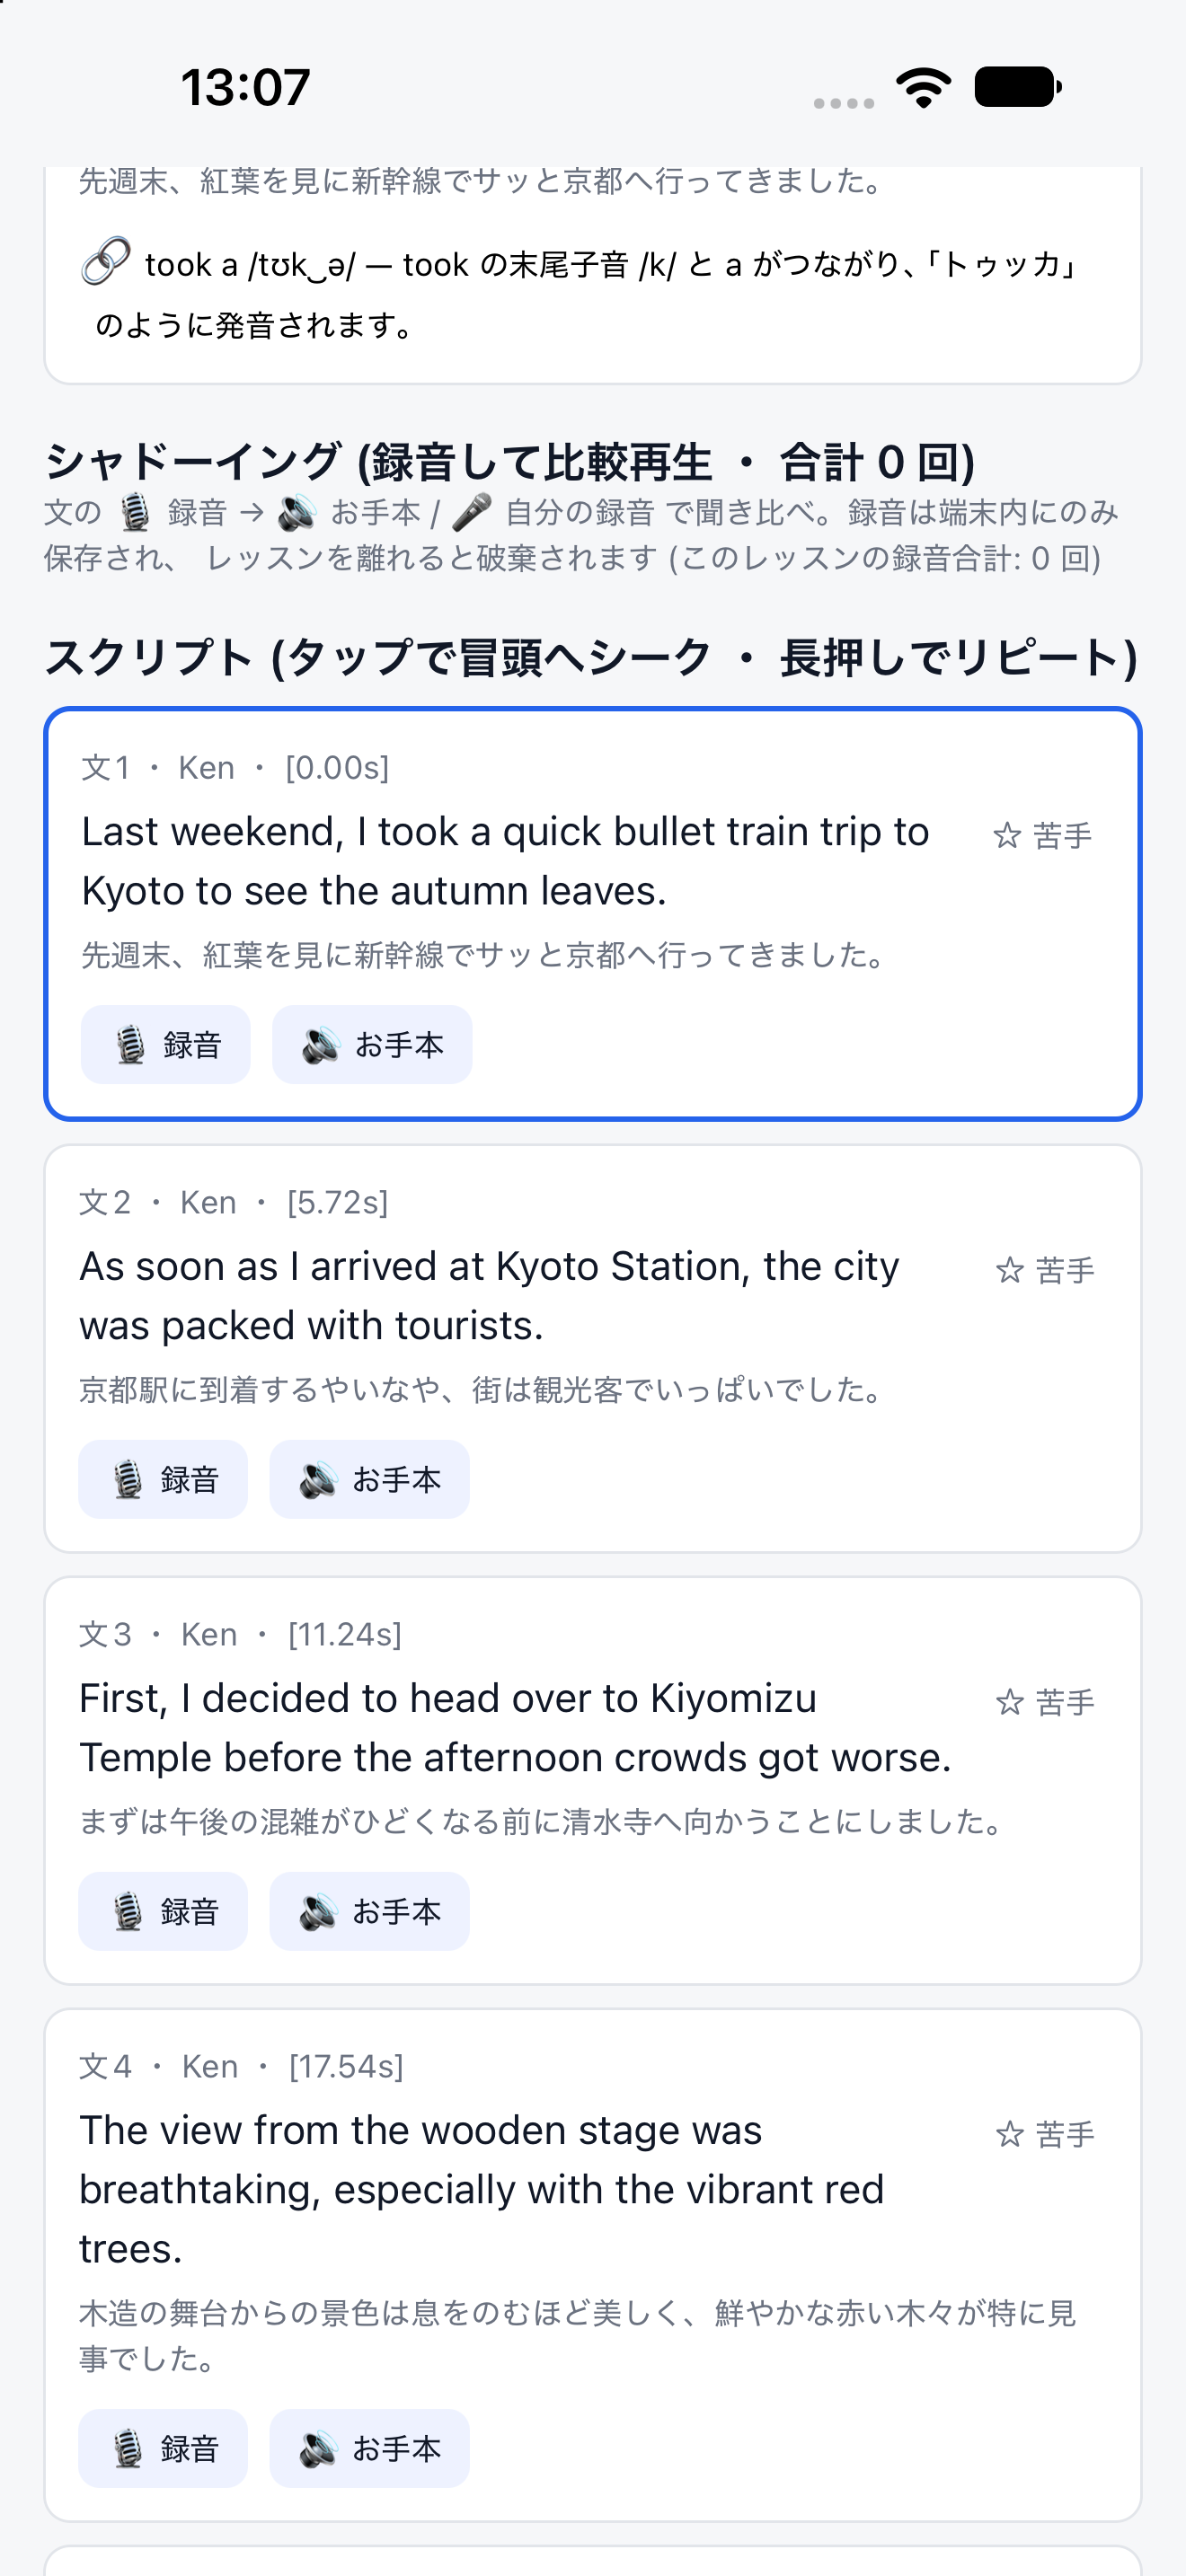 13:07
先週末、紅葉を見に新幹線でサッと京都へ行ってきました。
🔗 took a /tʊk‿ə/ — took の末尾子音 /k/ と a がつながり、「トゥッカ」
のように発音されます。
シャドーイング (録音して比較再生 ・ 合計 0 回)
文の 🎙 録音 → 🔊 お手本 / 🎤 自分の録音 で聞き比べ。録音は端末内にのみ
保存され、 レッスンを離れると破棄されます (このレッスンの録音合計: 0 回)
スクリプト (タップで冒頭へシーク ・ 長押しでリピート)
文1 ・ Ken ・ [0.00s]
Last weekend, I took a quick bullet train trip to
Kyoto to see the autumn leaves.
☆ 苦手
先週末、紅葉を見に新幹線でサッと京都へ行ってきました。
🎙 録音 🔊 お手本
文2 ・ Ken ・ [5.72s]
As soon as I arrived at Kyoto Station, the city
was packed with tourists.
☆ 苦手
京都駅に到着するやいなや、街は観光客でいっぱいでした。
🎙 録音 🔊 お手本
文3 ・ Ken ・ [11.24s]
First, I decided to head over to Kiyomizu
Temple before the afternoon crowds got worse.
☆ 苦手
まずは午後の混雑がひどくなる前に清水寺へ向かうことにしました。
🎙 録音 🔊 お手本
文4 ・ Ken ・ [17.54s]
The view from the wooden stage was
breathtaking, especially with the vibrant red
trees.
☆ 苦手
木造の舞台からの景色は息をのむほど美しく、鮮やかな赤い木々が特に見
事でした。
🎙 録音 🔊 お手本